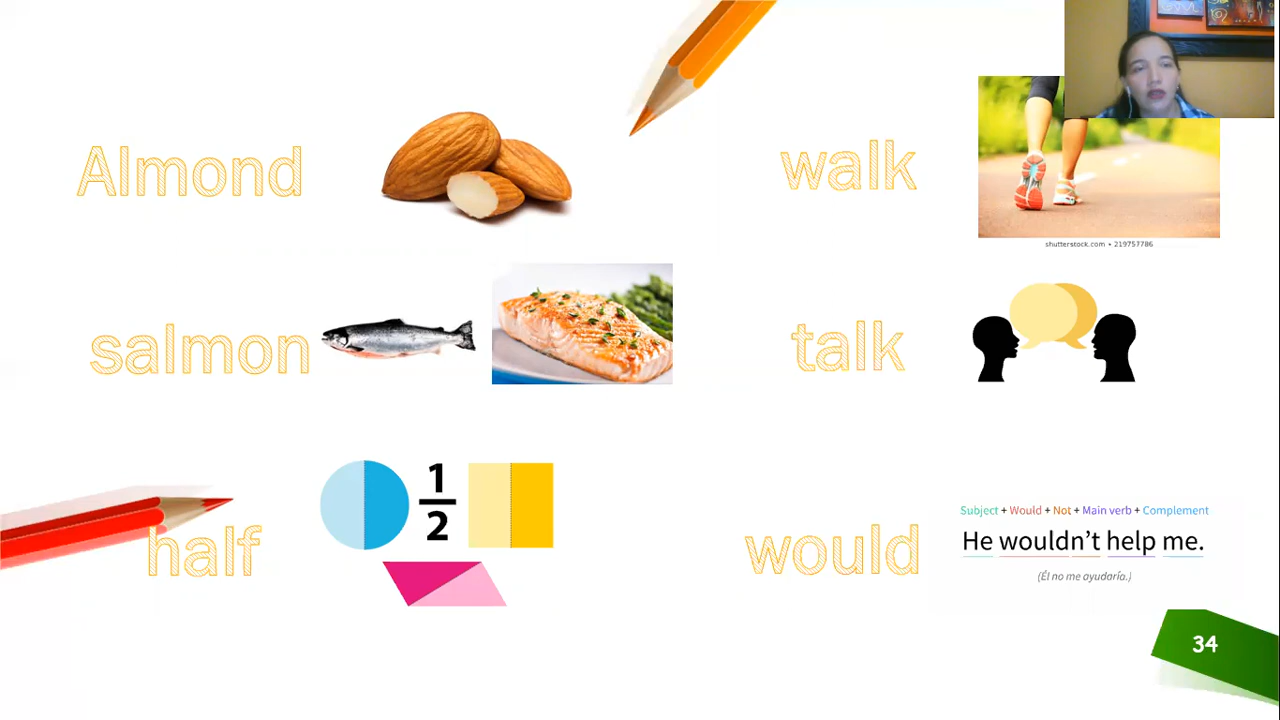 Almond
walk
shutterstock.com • 219757786
salmon
talk
half
1
2
would
Subject + Would + Not + Main verb + Complement
He wouldn't help me.
(Él no me ayudaría.)
34